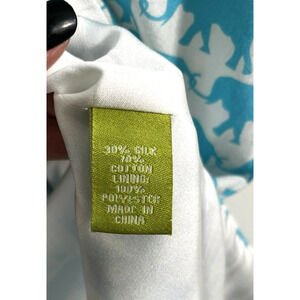 30% SILK
70%
COTTON
LINING:
100%
POLYESTER
MADE IN
CHINA